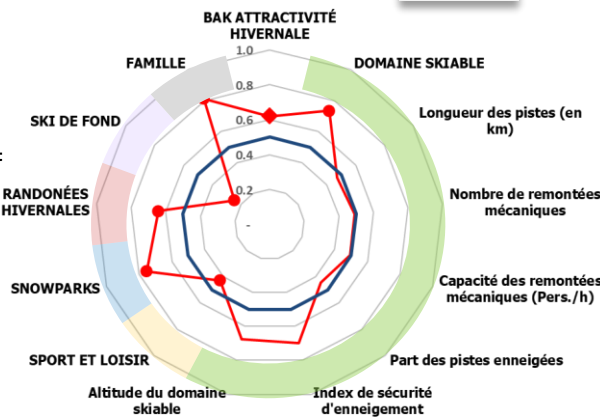 BAK ATTRACTIVITÉ
HIVERNALE
1.0
FAMILLE
DOMAINE SKIABLE
0.8
Longueur des pistes (en
km)
SKI DE FOND
0.6
:
0.4
RANDONÉES
HIVERNALES
0.2
Nombre de remontées
mécaniques
-
SNOWPARKS
Capacité des remontées
mécaniques (Pers./h)
SPORT ET LOISIR
Part des pistes enneigées
Altitude du domaine
skiable
Index de sécurité
d'enneigement